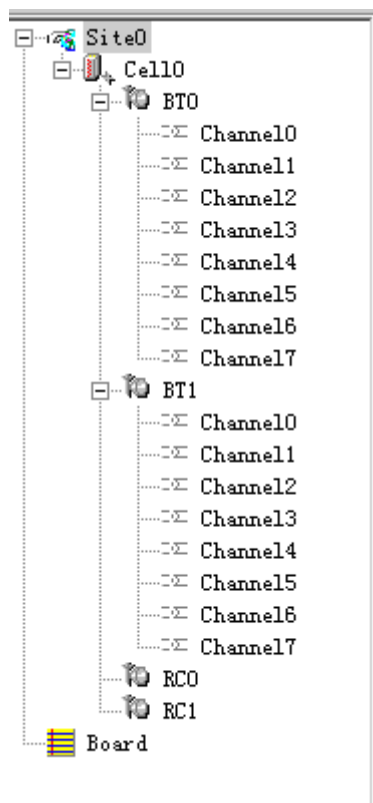 Site0
Cell0
BT0
Channel0
Channel1
Channel2
Channel3
Channel4
Channel5
Channel6
Channel7
BT1
Channel0
Channel1
Channel2
Channel3
Channel4
Channel5
Channel6
Channel7
RC0
RC1
Board